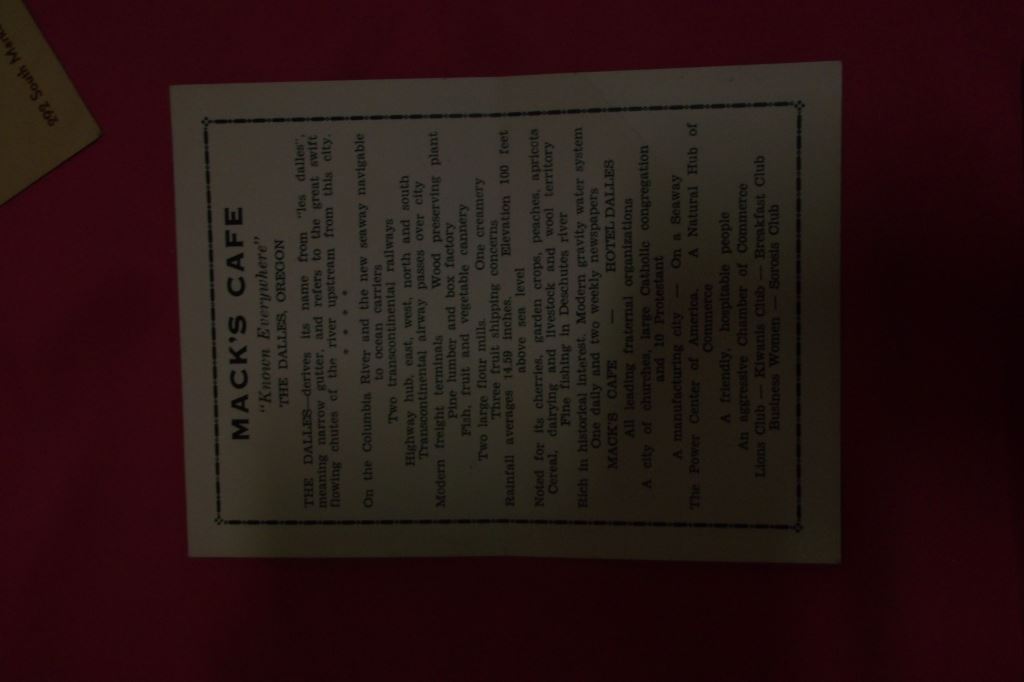 MACK'S CAFE
"Known Everywhere"
THE DALLES, OREGON
THE DALLES—derives its name from "les dalles",
meaning narrow gutter, and refers to the great swift
flowing chutes of the river upstream from this city.
* * * *
On the Columbia River and the new seaway navigable
to ocean carriers
Two transcontinental railways
Highway hub, east, west, north and south
Transcontinental airway passes over city
Modern freight terminals Wood preserving plant
Pine lumber and box factory
Fish, fruit and vegetable cannery
Two large flour mills. One creamery
Three fruit shipping concerns
Rainfall averages 14.59 inches. Elevation 100 feet
above sea level
Noted for its cherries, garden crops, peaches, apricots
Cereal, dairying and livestock and wool territory
Fine fishing in Deschutes river
Rich in historical interest. Modern gravity water system
One daily and two weekly newspapers
MACK'S CAFE — HOTEL DALLES
All leading fraternal organizations
A city of churches, large Catholic congregation
and 10 Protestant
A manufacturing city — On a Seaway
The Power Center of America. A Natural Hub of
Commerce
A friendly, hospitable people
An aggressive Chamber of Commerce
Lions Club — Kiwanis Club — Breakfast Club
Business Women — Sorosis Club
292 South